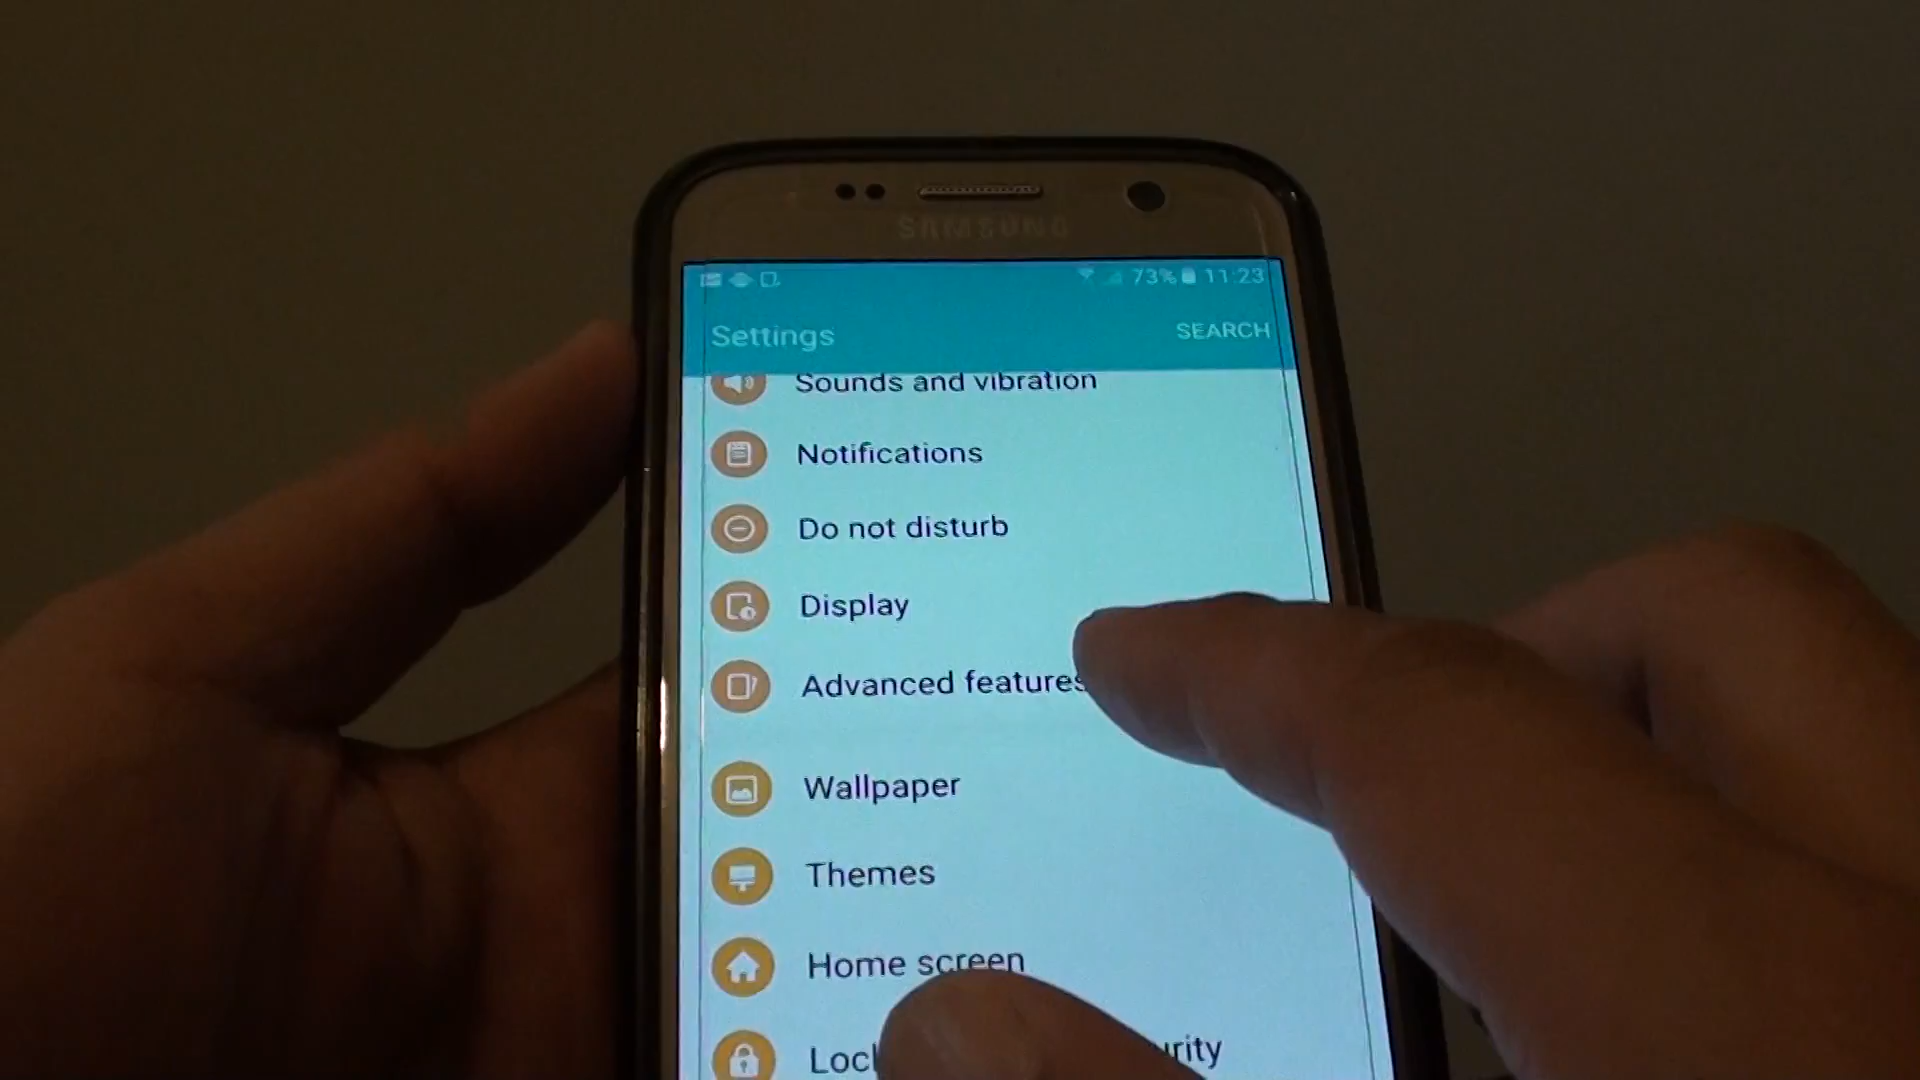 SAMSUNG
73% 11:23
Settings
SEARCH
Sounds and vibration
Notifications
Do not disturb
Display
Advanced features
Wallpaper
Themes
Home screen